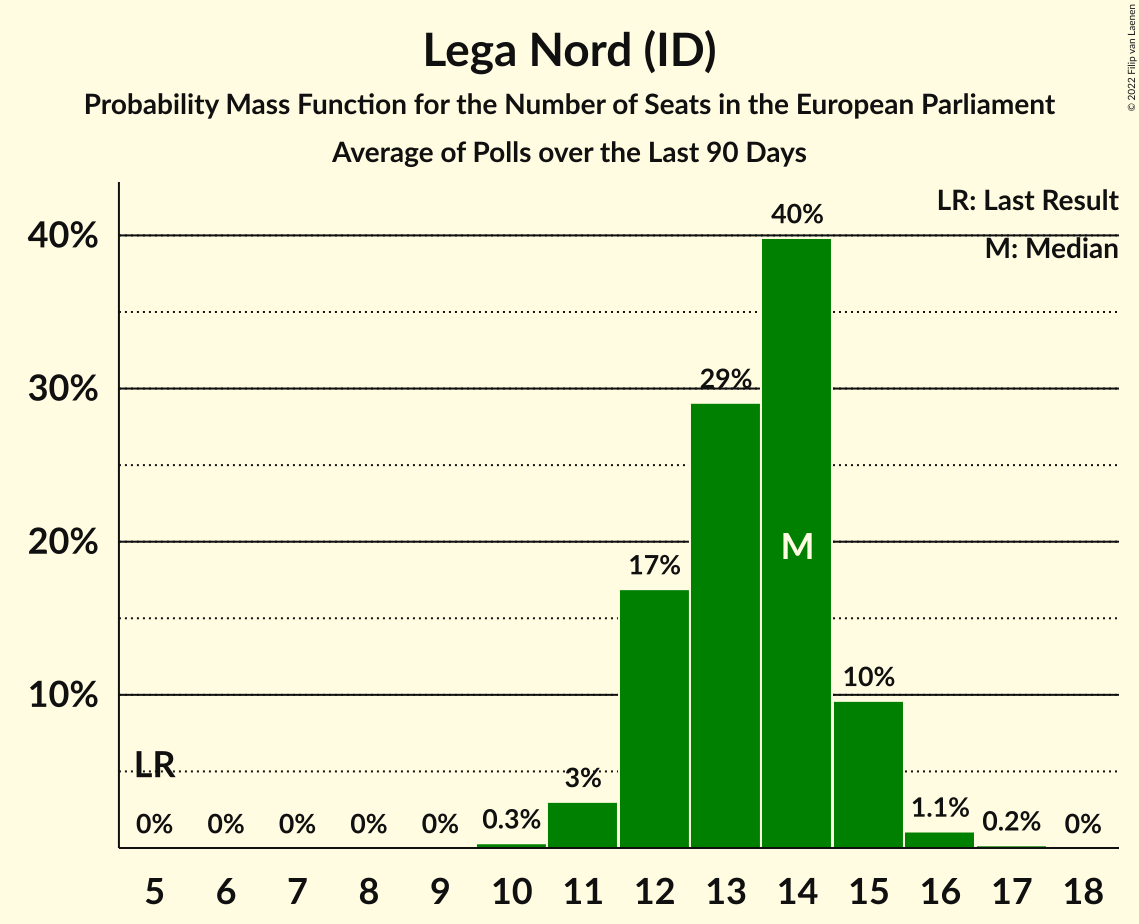 Lega Nord (ID)
Probability Mass Function for the Number of Seats in the European Parliament
Average of Polls over the Last 90 Days
© 2022 Filip van Laenen
LR: Last Result
M: Median
40%
30%
20%
10%
LR
0%
0%
0%
0%
0%
0.3%
3%
17%
29%
40%
M
10%
1.1%
0.2%
0%
5 6 7 8 9 10 11 12 13 14 15 16 17 18